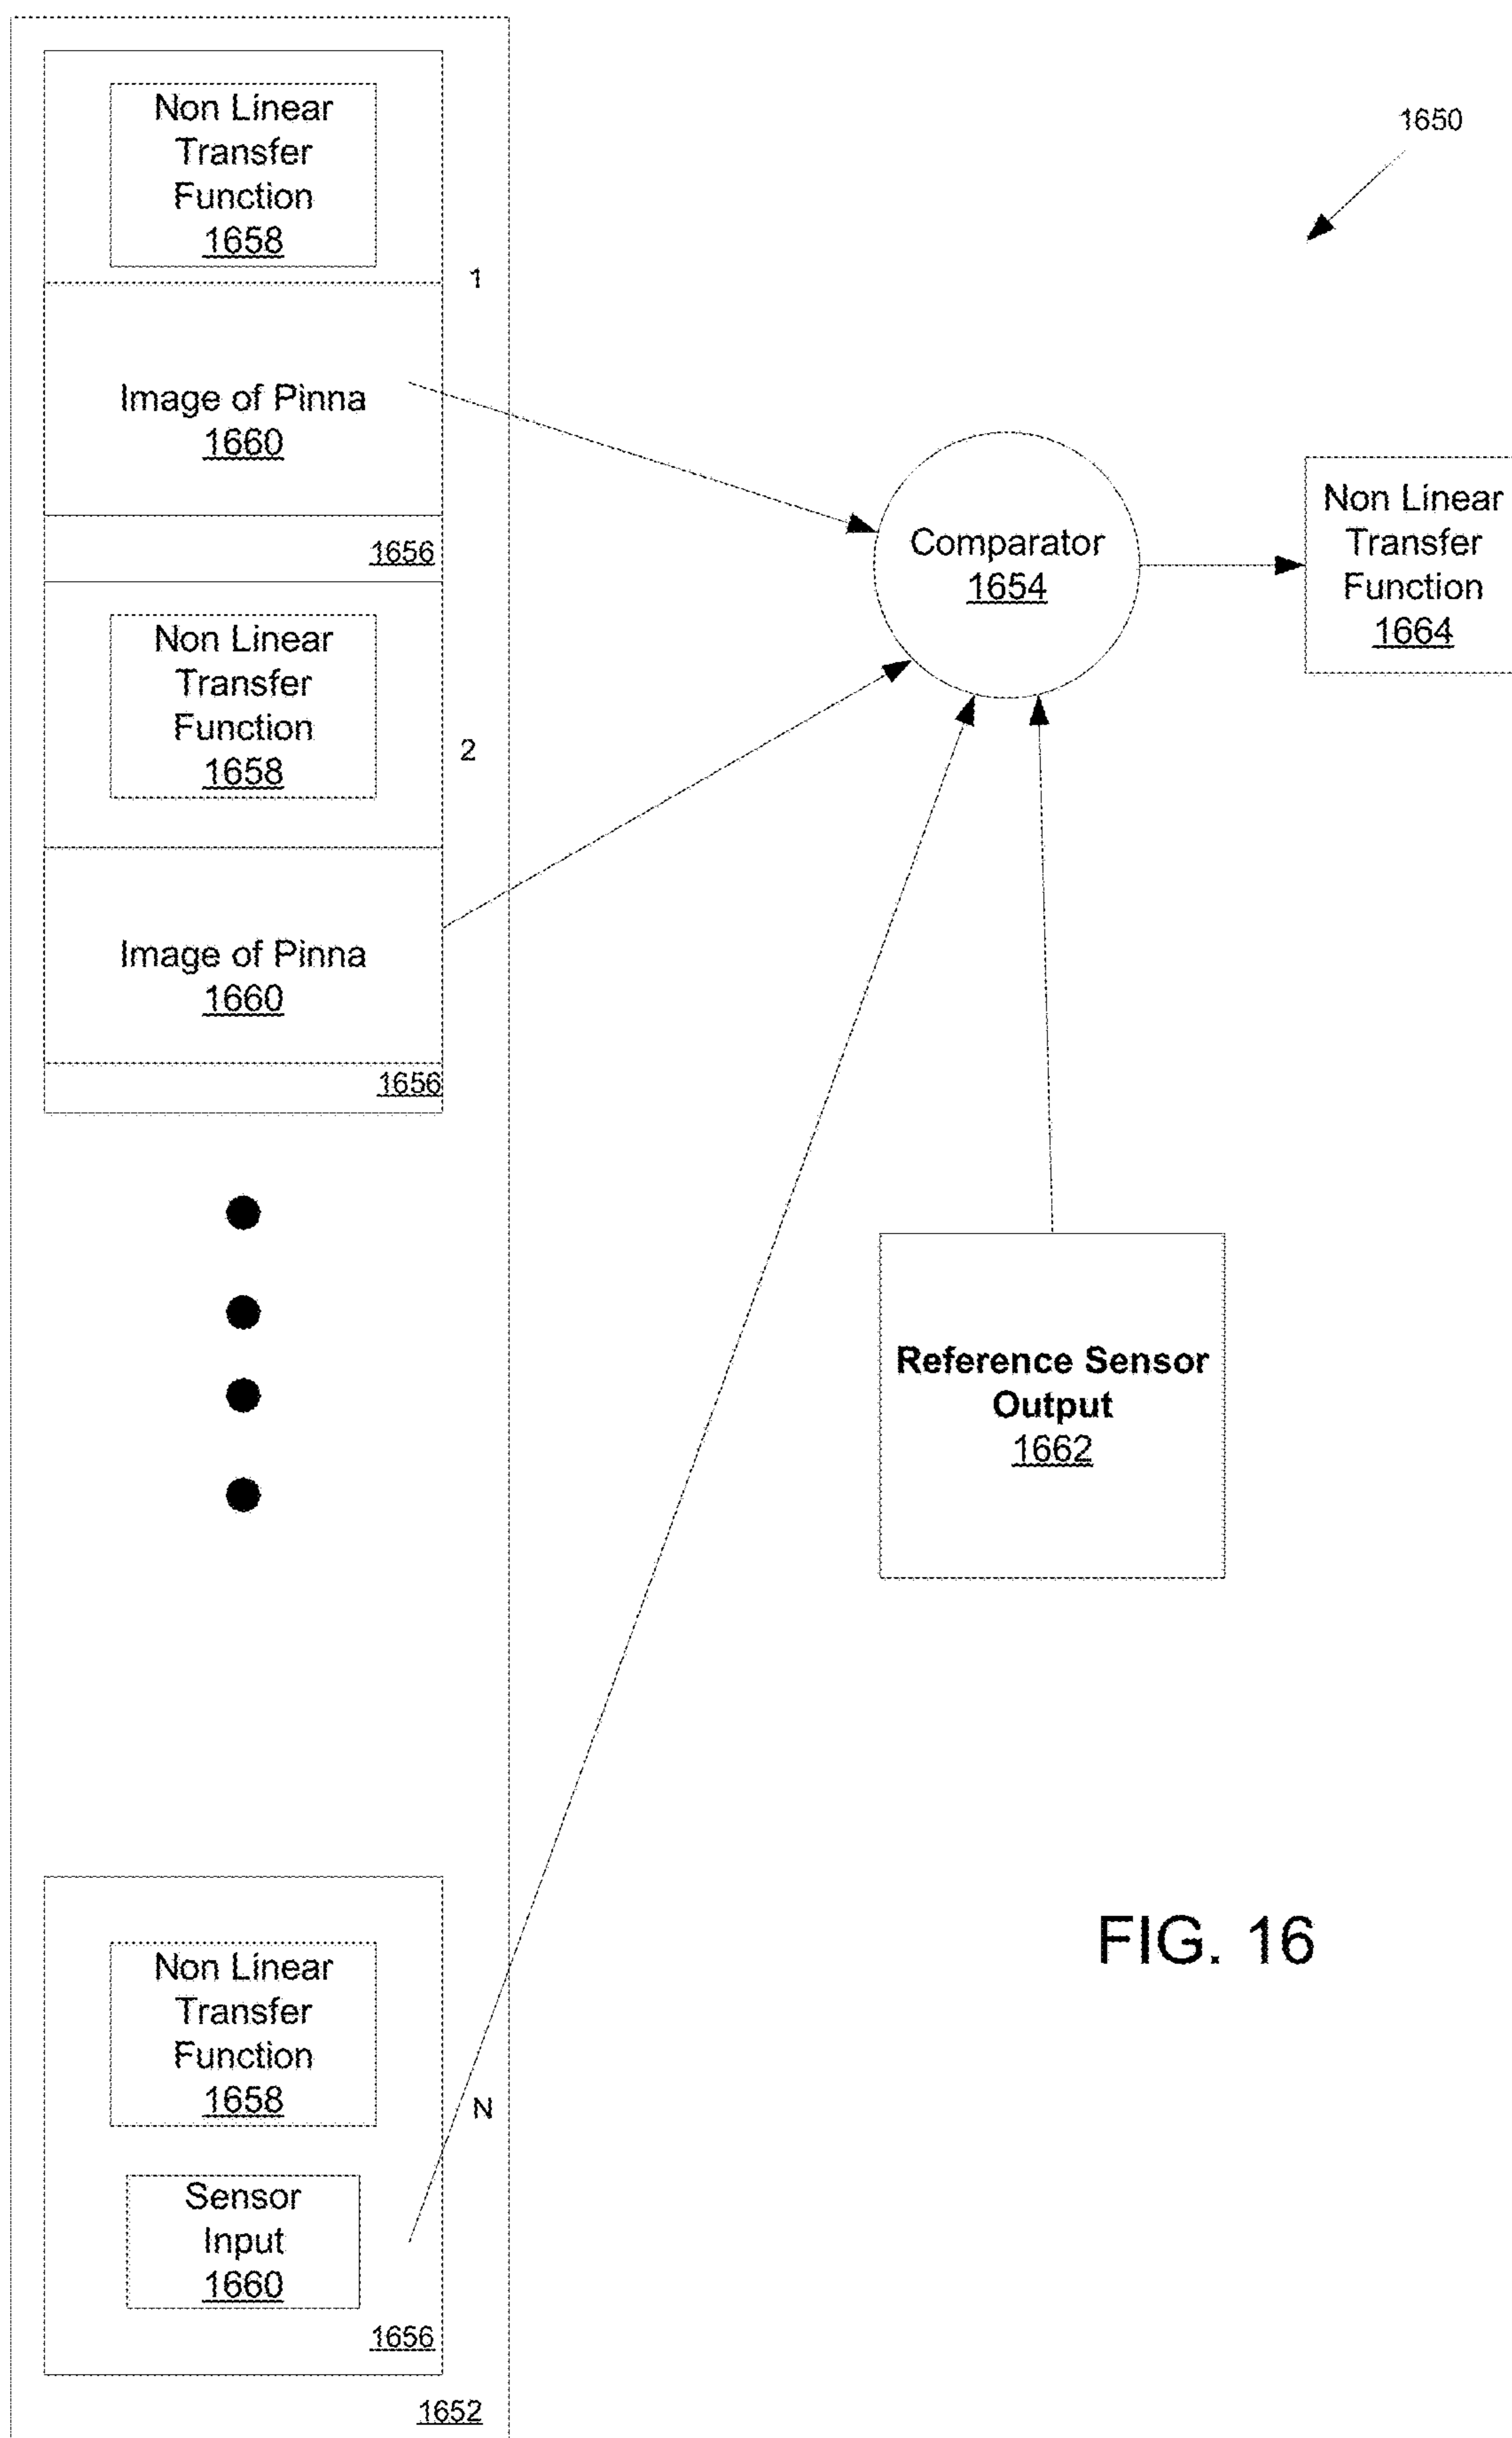 Non Linear
Transfer
Function
1658
1
Image of Pinna
1660
1656
Non Linear
Transfer
Function
1658
2
Image of Pinna
1660
1656
Non Linear
Transfer
Function
1658
N
Sensor
Input
1660
1656
1652
1650
Comparator
1654
Non Linear
Transfer
Function
1664
Reference Sensor
Output
1662
FIG. 16